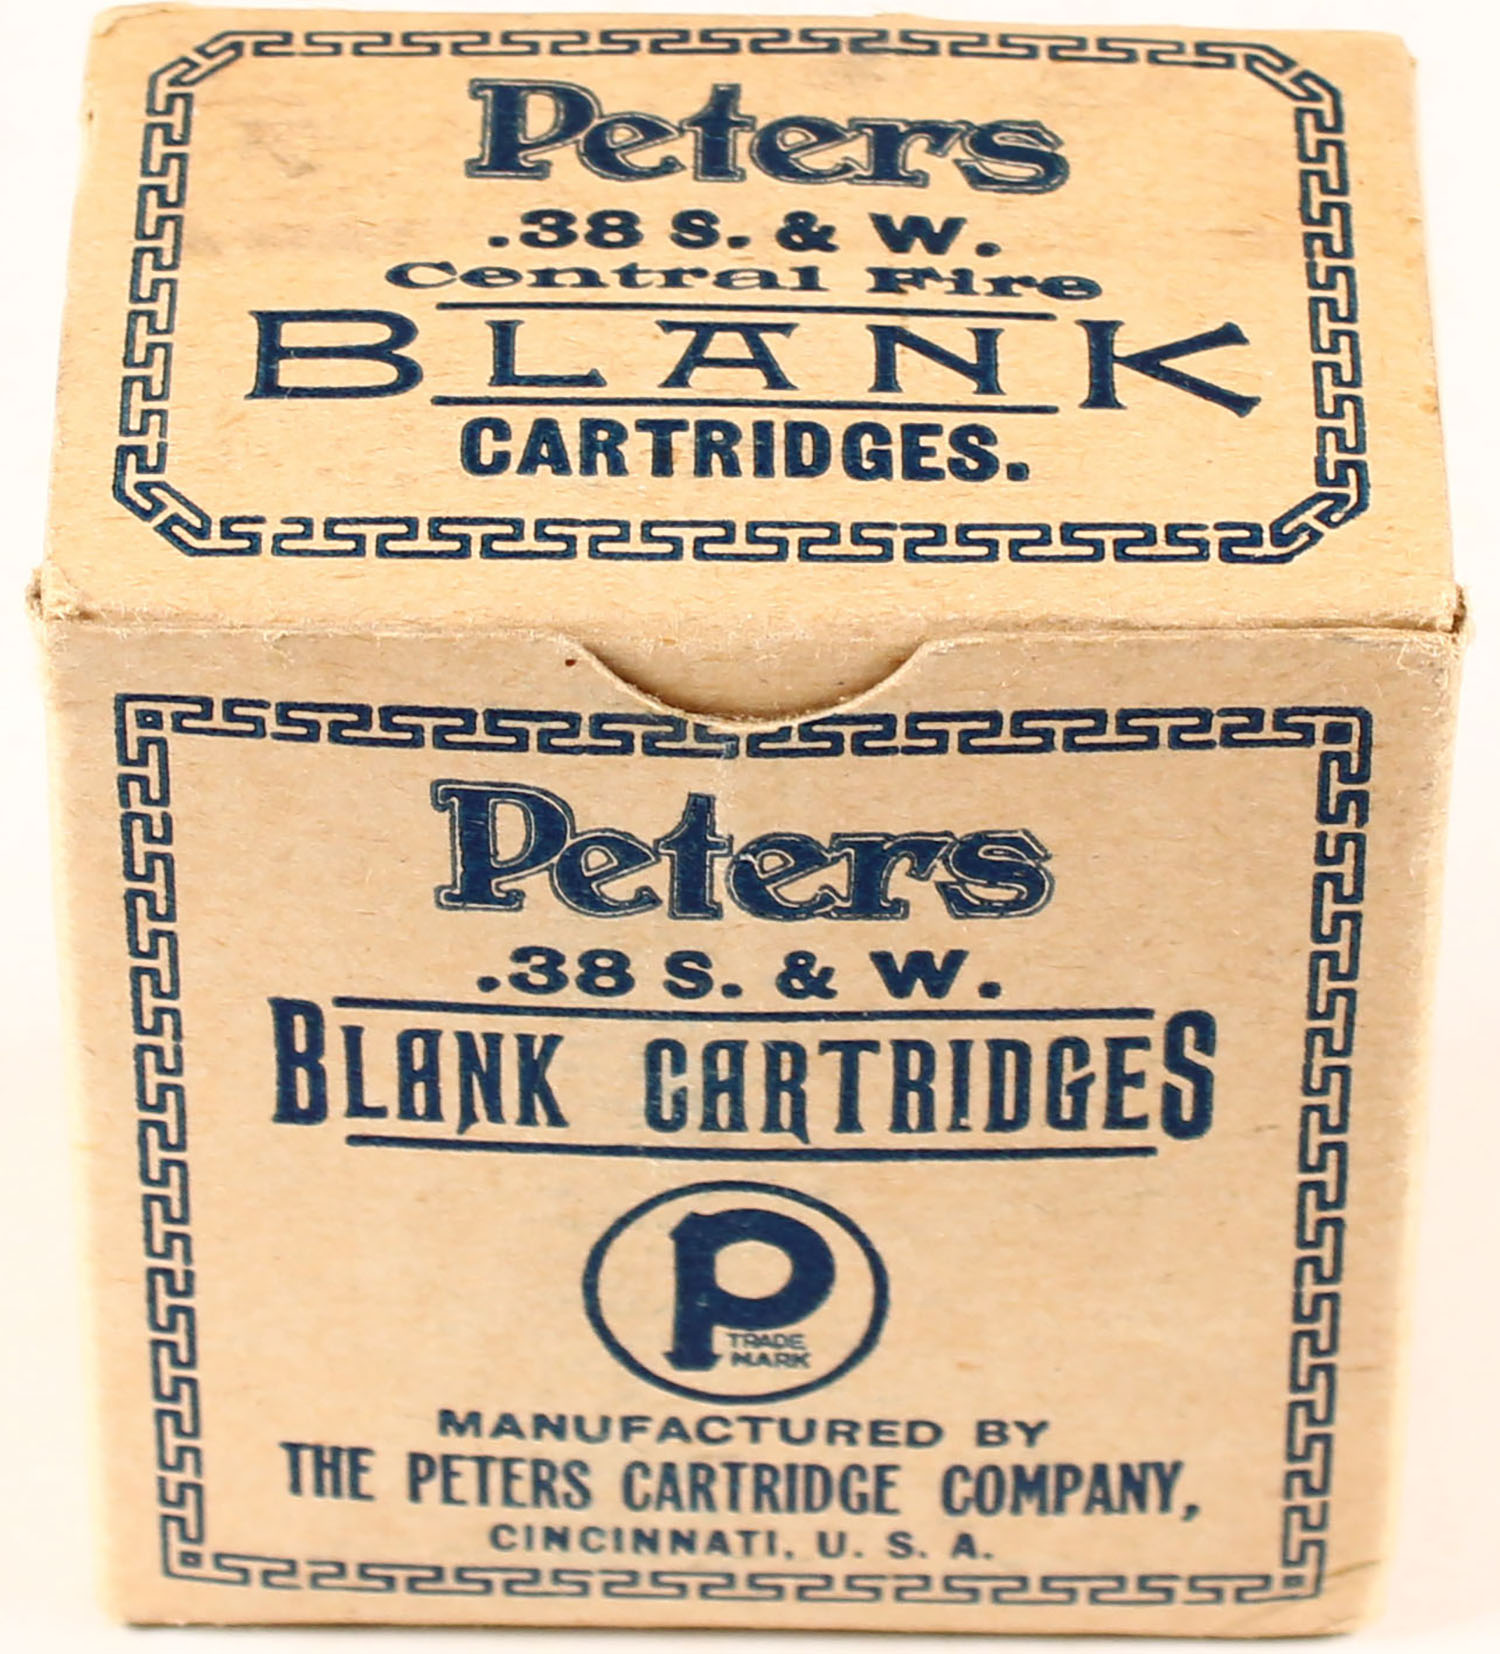 Peters
.38 S. & W.
Central Fire
BLANK
CARTRIDGES.
Peters
.38 S. & W.
BLANK CARTRIDGES
P
TRADE
MARK
MANUFACTURED BY
THE PETERS CARTRIDGE COMPANY,
CINCINNATI, U. S. A.